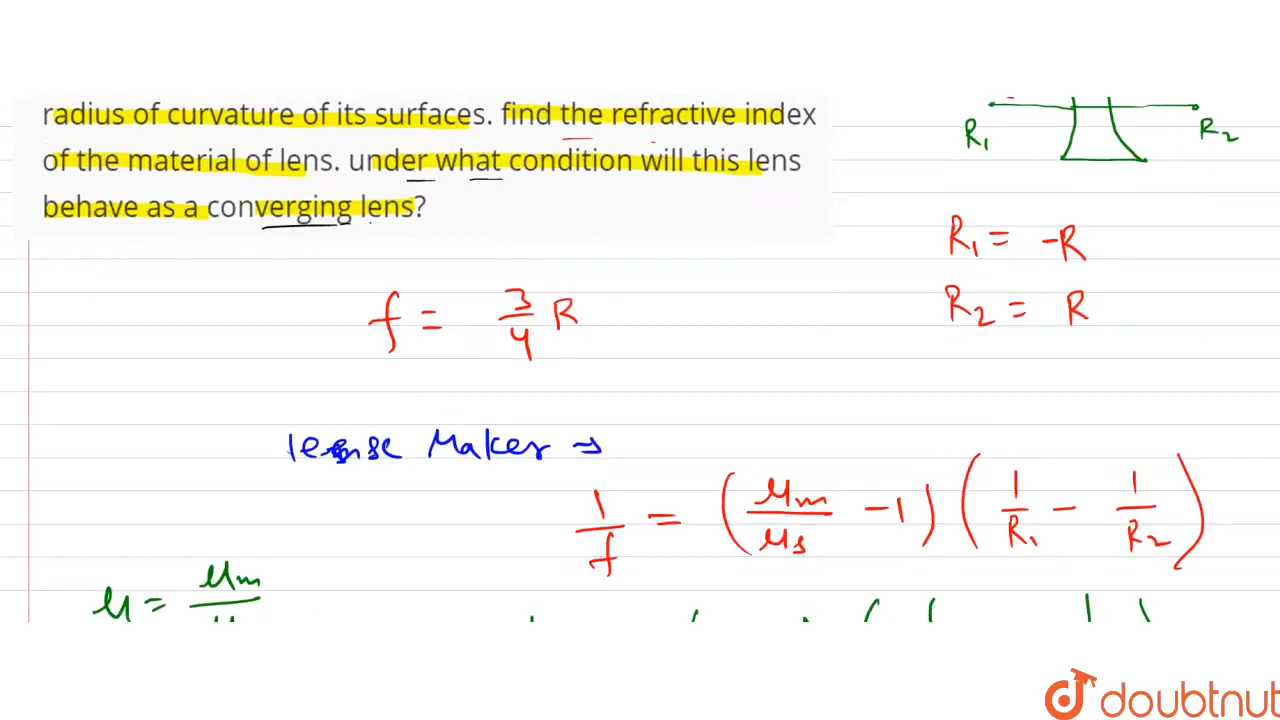 radius of curvature of its surfaces. find the refractive index
of the material of lens. under what condition will this lens
behave as a converging lens?
R₁ R₂
R₁ = -R
R₂ = R
f = 3/4 R
lense Maker ⇒
1/f = (μm/μs - 1) (1/R₁ - 1/R₂)
μ = μm
doubtnut